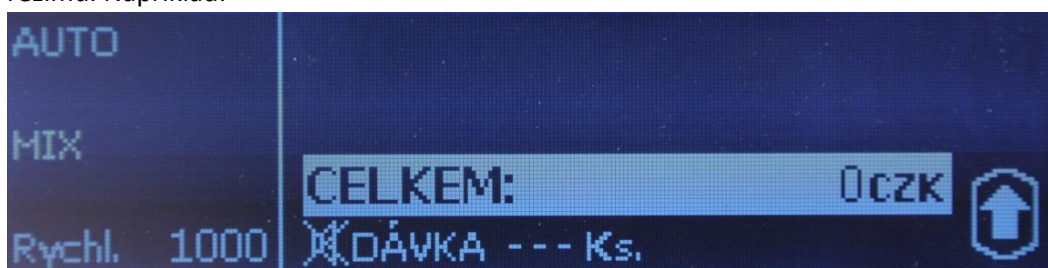 AUTO
MIX
CELKEM: 0CZK
Rychl. 1000
DÁVKA --- Ks.